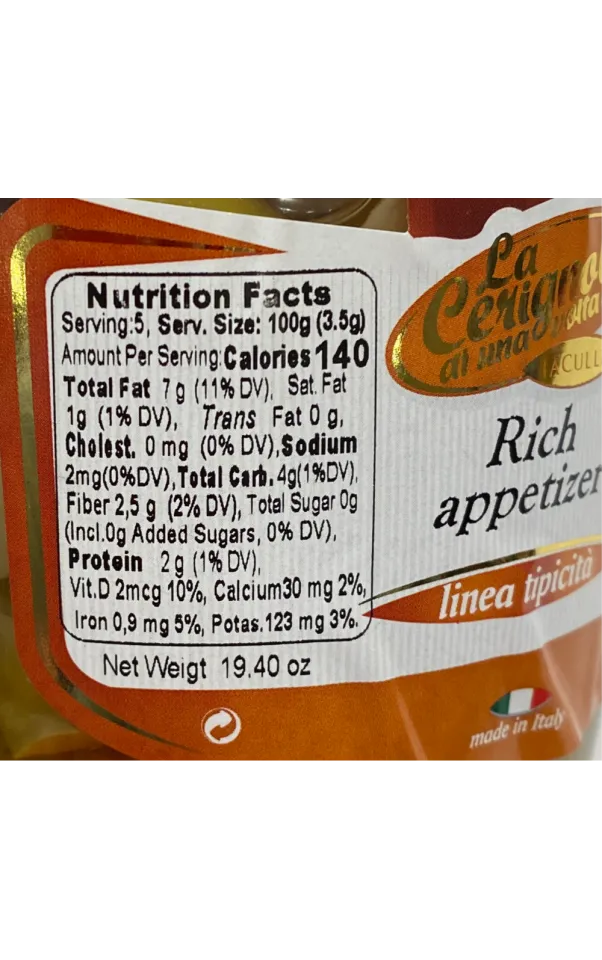 Nutrition Facts
Serving:5, Serv. Size: 100g (3.5g)
Amount Per Serving:Calories 140
Total Fat 7g (11% DV), Sat. Fat
1g (1% DV), Trans Fat 0 g,
Cholest. 0 mg (0% DV),Sodium
2mg(0%DV),Total Carb.4g(1%DV),
Fiber 2,5 g (2% DV), Total Sugar 0g
(Incl.0g Added Sugars, 0% DV),
Protein 2g (1% DV),
Vit.D 2mcg 10%, Calcium30 mg 2%,
Iron 0,9 mg 5%, Potas.123 mg 3%.
Net Weigt 19.40 oz
La
di una
Rich
appetizer
linea tipicità
made in Italy